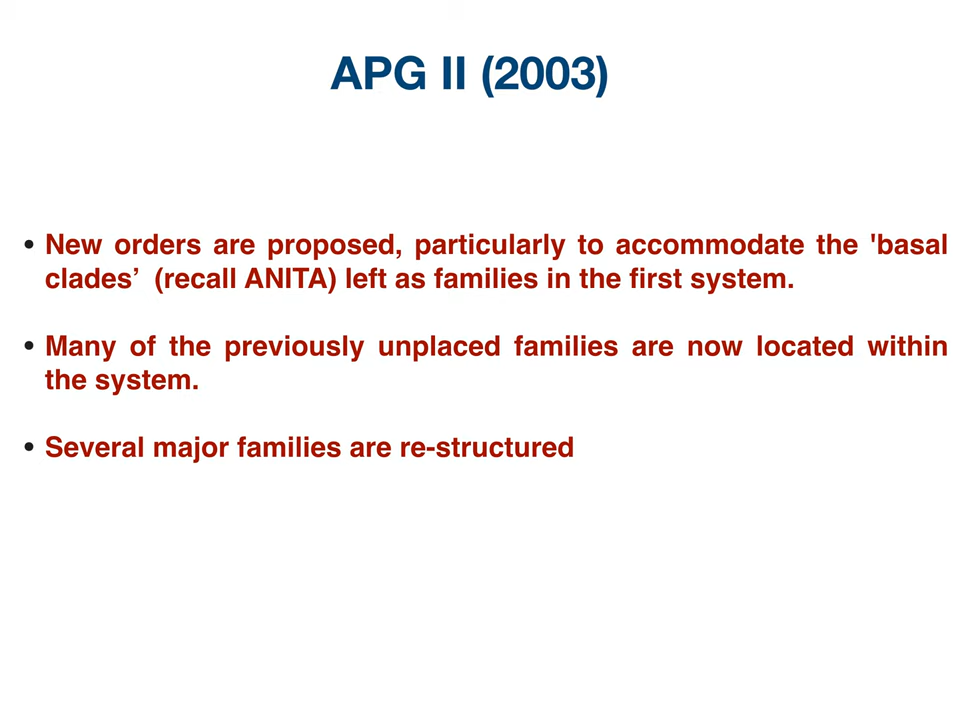 APG II (2003)
• New orders are proposed, particularly to accommodate the 'basal
clades’ (recall ANITA) left as families in the first system.
• Many of the previously unplaced families are now located within
the system.
• Several major families are re-structured